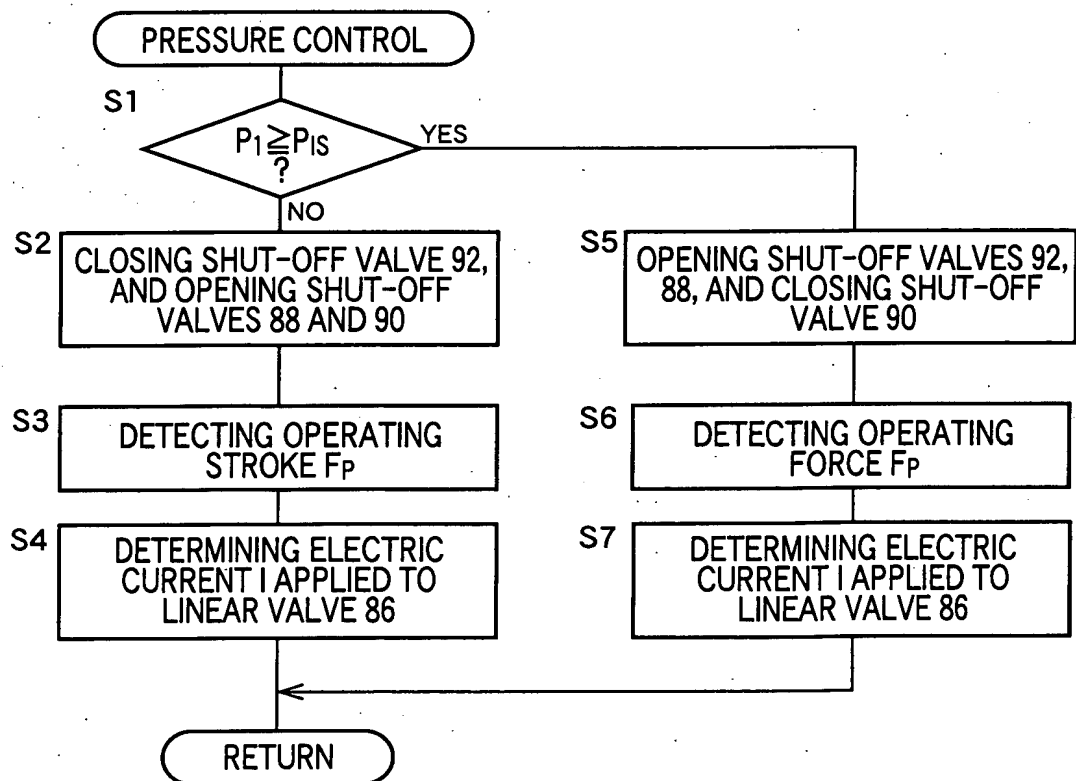 PRESSURE CONTROL
S1
P1≧PIS
?
YES
NO
S2
CLOSING SHUT-OFF VALVE 92,
AND OPENING SHUT-OFF
VALVES 88 AND 90
S5
OPENING SHUT-OFF VALVES 92,
88, AND CLOSING SHUT-OFF
VALVE 90
S3
DETECTING OPERATING
STROKE FP
S6
DETECTING OPERATING
FORCE FP
S4
DETERMINING ELECTRIC
CURRENT I APPLIED TO
LINEAR VALVE 86
S7
DETERMINING ELECTRIC
CURRENT I APPLIED TO
LINEAR VALVE 86
RETURN